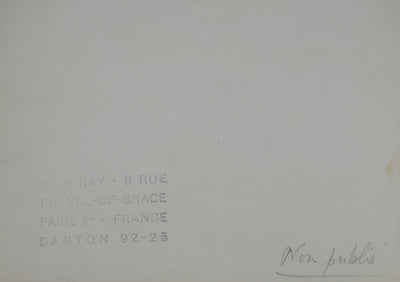 MAN RAY - 8 RUE
DU VAL-DE-GRACE
PARIS 5e - FRANCE
DANTON 92-25
Non publié